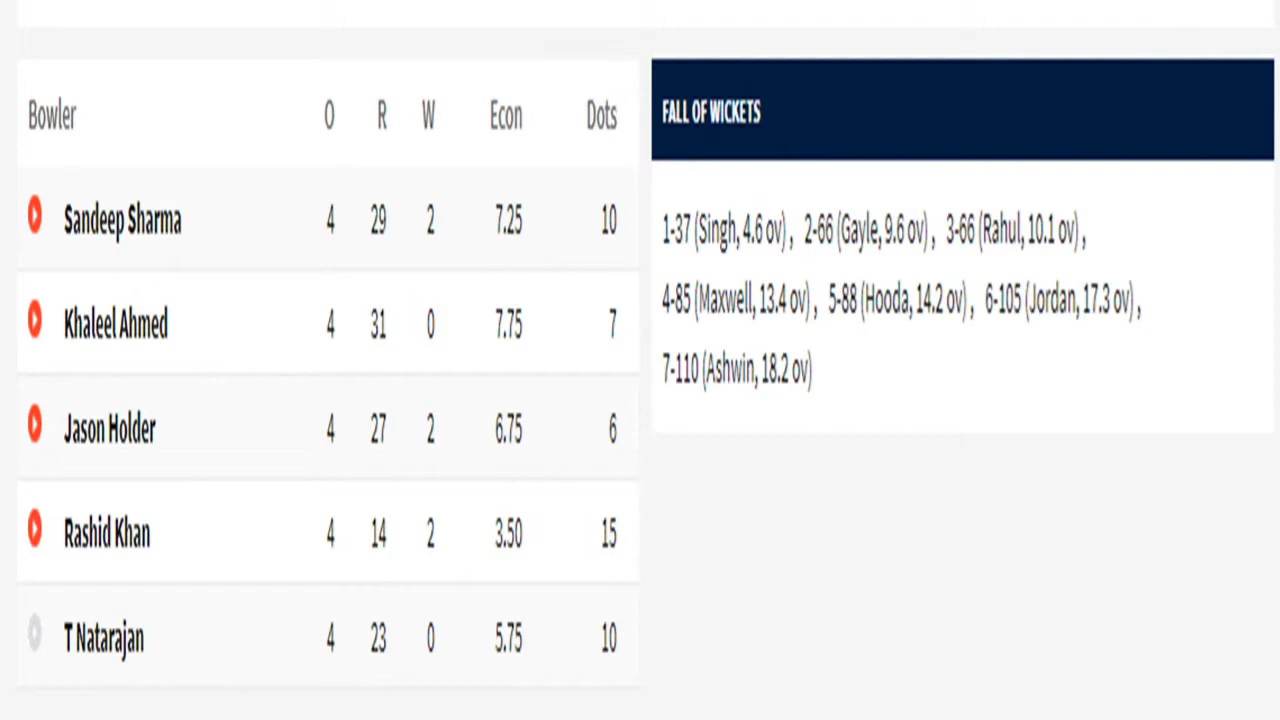 Bowler O R W Econ Dots
Sandeep Sharma 4 29 2 7.25 10
Khaleel Ahmed 4 31 0 7.75 7
Jason Holder 4 27 2 6.75 6
Rashid Khan 4 14 2 3.50 15
T Natarajan 4 23 0 5.75 10
FALL OF WICKETS
1-37 (Singh, 4.6 ov), 2-66 (Gayle, 9.6 ov), 3-66 (Rahul, 10.1 ov),
4-85 (Maxwell, 13.4 ov), 5-88 (Hooda, 14.2 ov), 6-105 (Jordan, 17.3 ov),
7-110 (Ashwin, 18.2 ov)